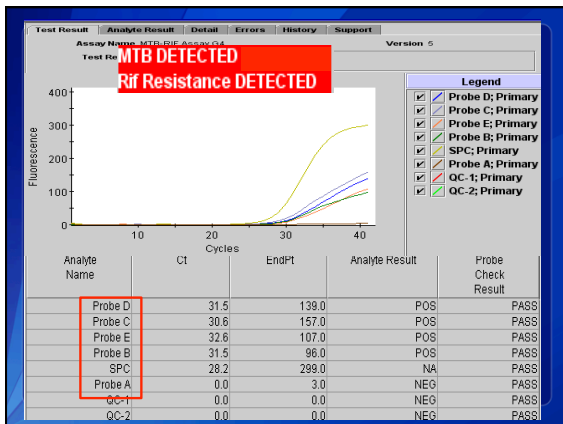 Test Result Analyte Result Detail Errors History Support
Assay Name MTB-RIF Assay G4 Version 5
Test Re
MTB DETECTED
Rif Resistance DETECTED
Legend
Probe D; Primary
Probe C; Primary
Probe E; Primary
Probe B; Primary
SPC; Primary
Probe A; Primary
QC-1; Primary
QC-2; Primary
Fluorescence
400
300
200
100
0
10 20 30 40
Cycles
Analyte Name Ct EndPt Analyte Result Probe Check Result
Probe D 31.5 139.0 POS PASS
Probe C 30.6 157.0 POS PASS
Probe E 32.6 107.0 POS PASS
Probe B 31.5 96.0 POS PASS
SPC 28.2 299.0 NA PASS
Probe A 0.0 3.0 NEG PASS
QC-1 0.0 0.0 NEG PASS
QC-2 0.0 0.0 NEG PASS